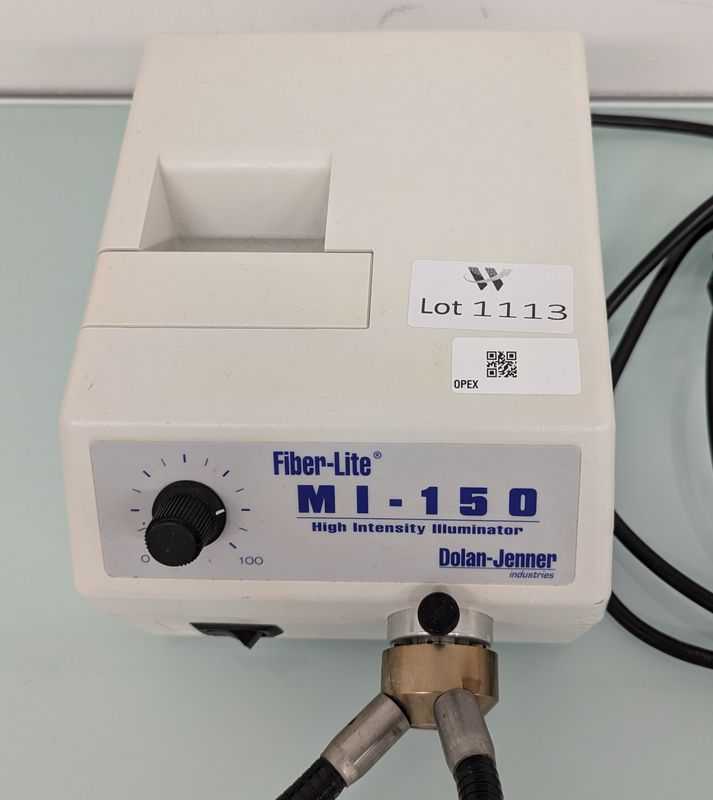 W
Lot 1113
OPEX
Fiber-Lite®
MI-150
High Intensity Illuminator
0 100
Dolan-Jenner
industries